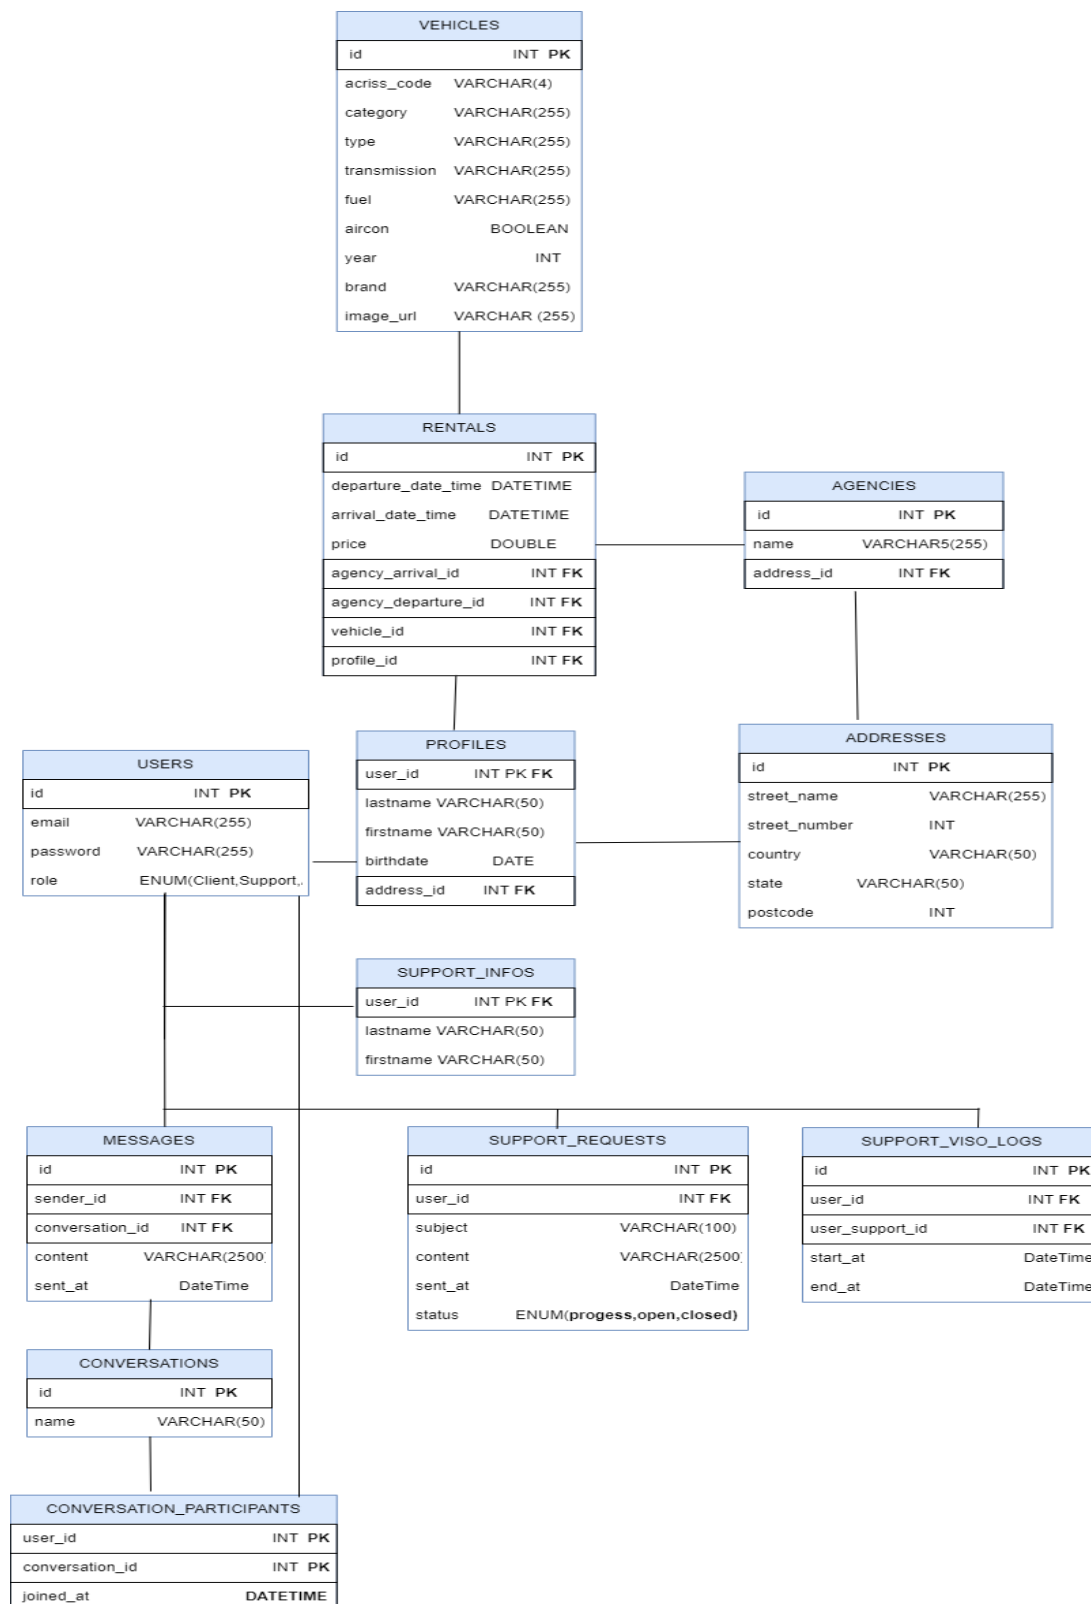 VEHICLES
id INT PK
acriss_code VARCHAR(4)
category VARCHAR(255)
type VARCHAR(255)
transmission VARCHAR(255)
fuel VARCHAR(255)
aircon BOOLEAN
year INT
brand VARCHAR(255)
image_url VARCHAR (255)
RENTALS
id INT PK
departure_date_time DATETIME
arrival_date_time DATETIME
price DOUBLE
agency_arrival_id INT FK
agency_departure_id INT FK
vehicle_id INT FK
profile_id INT FK
AGENCIES
id INT PK
name VARCHAR5(255)
address_id INT FK
USERS
id INT PK
email VARCHAR(255)
password VARCHAR(255)
role ENUM(Client,Support,.
PROFILES
user_id INT PK FK
lastname VARCHAR(50)
firstname VARCHAR(50)
birthdate DATE
address_id INT FK
ADDRESSES
id INT PK
street_name VARCHAR(255)
street_number INT
country VARCHAR(50)
state VARCHAR(50)
postcode INT
SUPPORT_INFOS
user_id INT PK FK
lastname VARCHAR(50)
firstname VARCHAR(50)
MESSAGES
id INT PK
sender_id INT FK
conversation_id INT FK
content VARCHAR(2500)
sent_at DateTime
SUPPORT_REQUESTS
id INT PK
user_id INT FK
subject VARCHAR(100)
content VARCHAR(2500)
sent_at DateTime
status ENUM(progess,open,closed)
SUPPORT_VISO_LOGS
id INT PK
user_id INT FK
user_support_id INT FK
start_at DateTime
end_at DateTime
CONVERSATIONS
id INT PK
name VARCHAR(50)
CONVERSATION_PARTICIPANTS
user_id INT PK
conversation_id INT PK
joined_at DATETIME